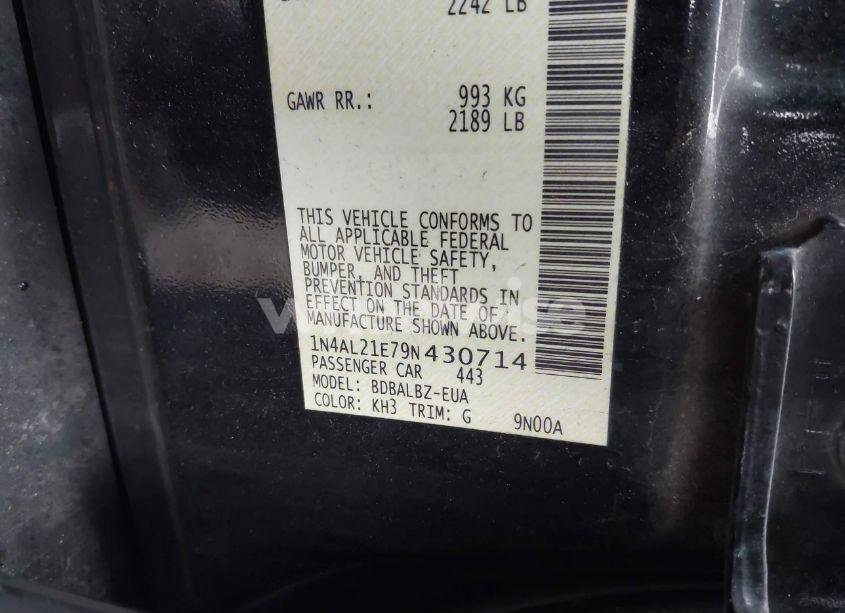 2242 LB
GAWR RR.: 993 KG
2189 LB
THIS VEHICLE CONFORMS TO
ALL APPLICABLE FEDERAL
MOTOR VEHICLE SAFETY,
BUMPER, AND THEFT
PREVENTION STANDARDS IN
EFFECT ON THE DATE OF
MANUFACTURE SHOWN ABOVE.
1N4AL21E79N430714
PASSENGER CAR 443
MODEL: BDBALBZ-EUA
COLOR: KH3 TRIM: G 9N00A